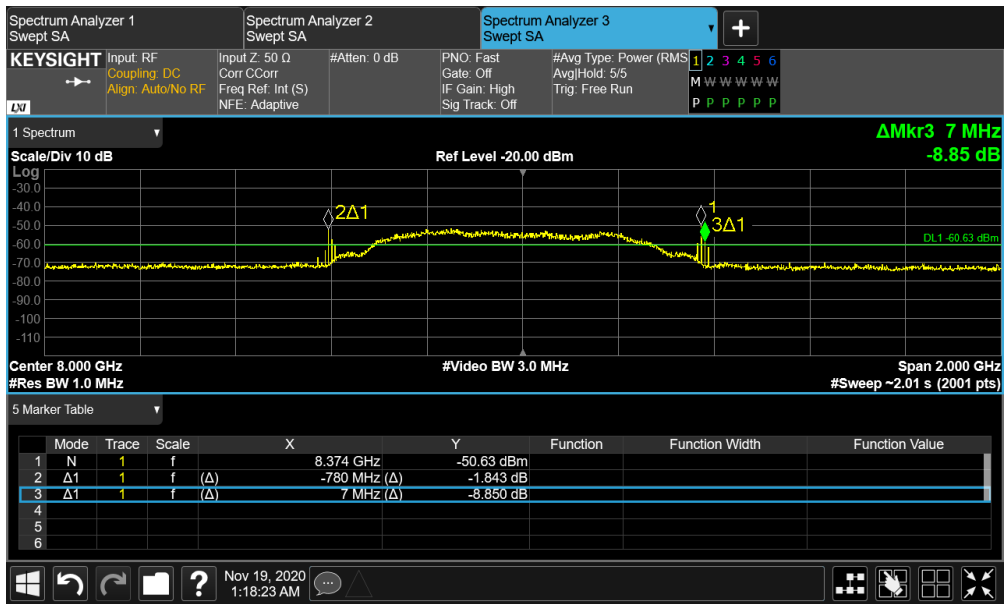 Spectrum Analyzer 1
Swept SA
Spectrum Analyzer 2
Swept SA
Spectrum Analyzer 3
Swept SA
▼
+
KEYSIGHT
LXI
Input: RF
Coupling: DC
Align: Auto/No RF
Input Z: 50 Ω
Corr CCorr
Freq Ref: Int (S)
NFE: Adaptive
#Atten: 0 dB
PNO: Fast
Gate: Off
IF Gain: High
Sig Track: Off
#Avg Type: Power (RMS
Avg|Hold: 5/5
Trig: Free Run
1 2 3 4 5 6
M W W W W W
P P P P P P
1 Spectrum ▼
ΔMkr3 7 MHz
-8.85 dB
Scale/Div 10 dB
Ref Level -20.00 dBm
Log
-30.0
-40.0
-50.0
-60.0
-70.0
-80.0
-90.0
-100
-110
2Δ1
1
3Δ1
DL1 -60.63 dBm
Center 8.000 GHz
#Video BW 3.0 MHz
Span 2.000 GHz
#Res BW 1.0 MHz
#Sweep ~2.01 s (2001 pts)
5 Marker Table ▼
Mode Trace Scale X Y Function Function Width Function Value
1 N 1 f 8.374 GHz -50.63 dBm
2 Δ1 1 f (Δ) -780 MHz (Δ) -1.843 dB
3 Δ1 1 f (Δ) 7 MHz (Δ) -8.850 dB
4
5
6
?
Nov 19, 2020
1:18:23 AM